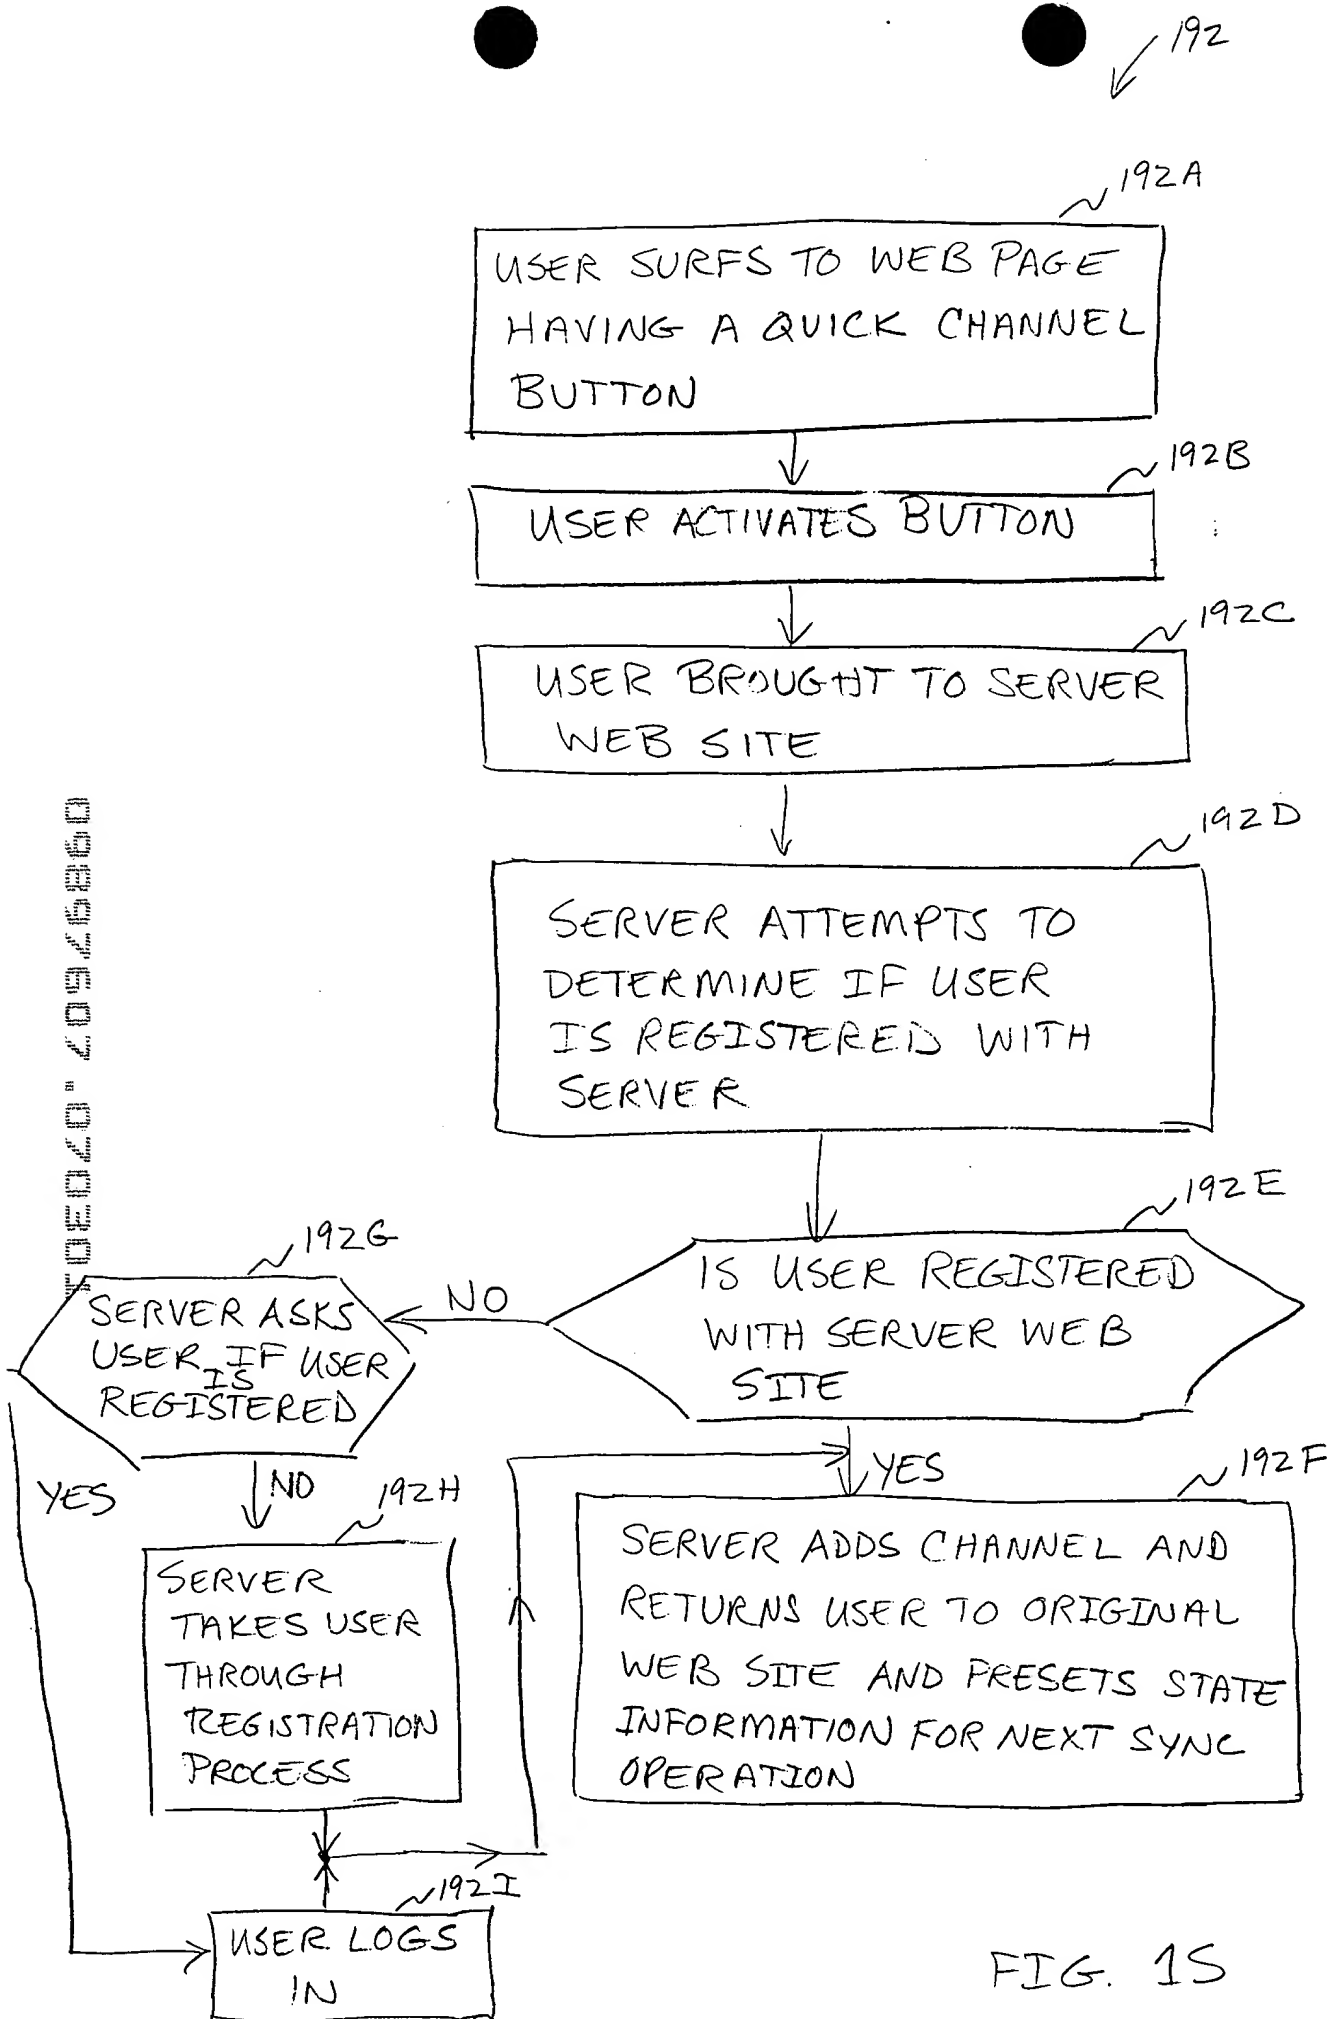 192
192A
USER SURFS TO WEB PAGE
HAVING A QUICK CHANNEL
BUTTON
192B
USER ACTIVATES BUTTON
192C
USER BROUGHT TO SERVER
WEB SITE
192D
SERVER ATTEMPTS TO
DETERMINE IF USER
IS REGISTERED WITH
SERVER
192E
IS USER REGISTERED
WITH SERVER WEB
SITE
NO
192G
SERVER ASKS
USER IF USER
IS
REGISTERED
YES
NO
YES
192F
SERVER ADDS CHANNEL AND
RETURNS USER TO ORIGINAL
WEB SITE AND PRESETS STATE
INFORMATION FOR NEXT SYNC
OPERATION
192H
SERVER
TAKES USER
THROUGH
REGISTRATION
PROCESS
192I
USER LOGS
IN
FIG. 1S
09897607.070301